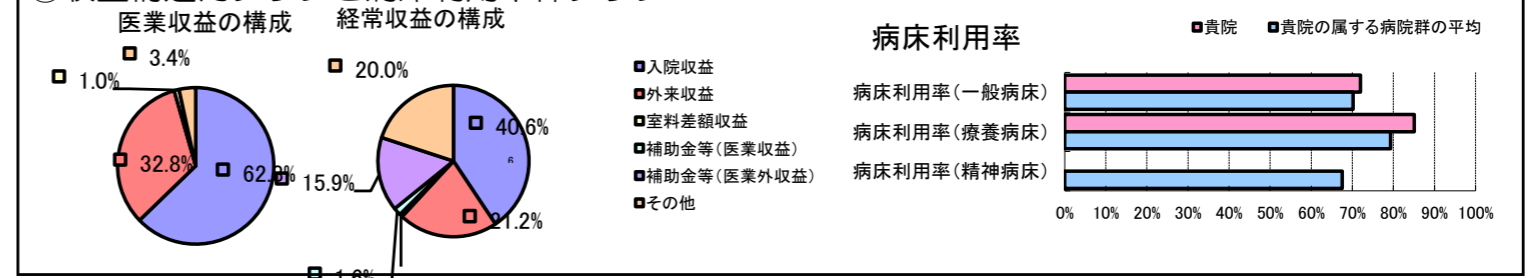 医業収益の構成
経常収益の構成
3.4%
1.0%
32.8%
20.0%
40.6%
15.9%
21.2%
1.6%
入院収益
外来収益
室料差額収益
補助金等(医業収益)
補助金等(医業外収益)
その他
病床利用率
貴院 貴院の属する病院群の平均
病床利用率(一般病床)
病床利用率(療養病床)
病床利用率(精神病床)
0% 10% 20% 30% 40% 50% 60% 70% 80% 90% 100%